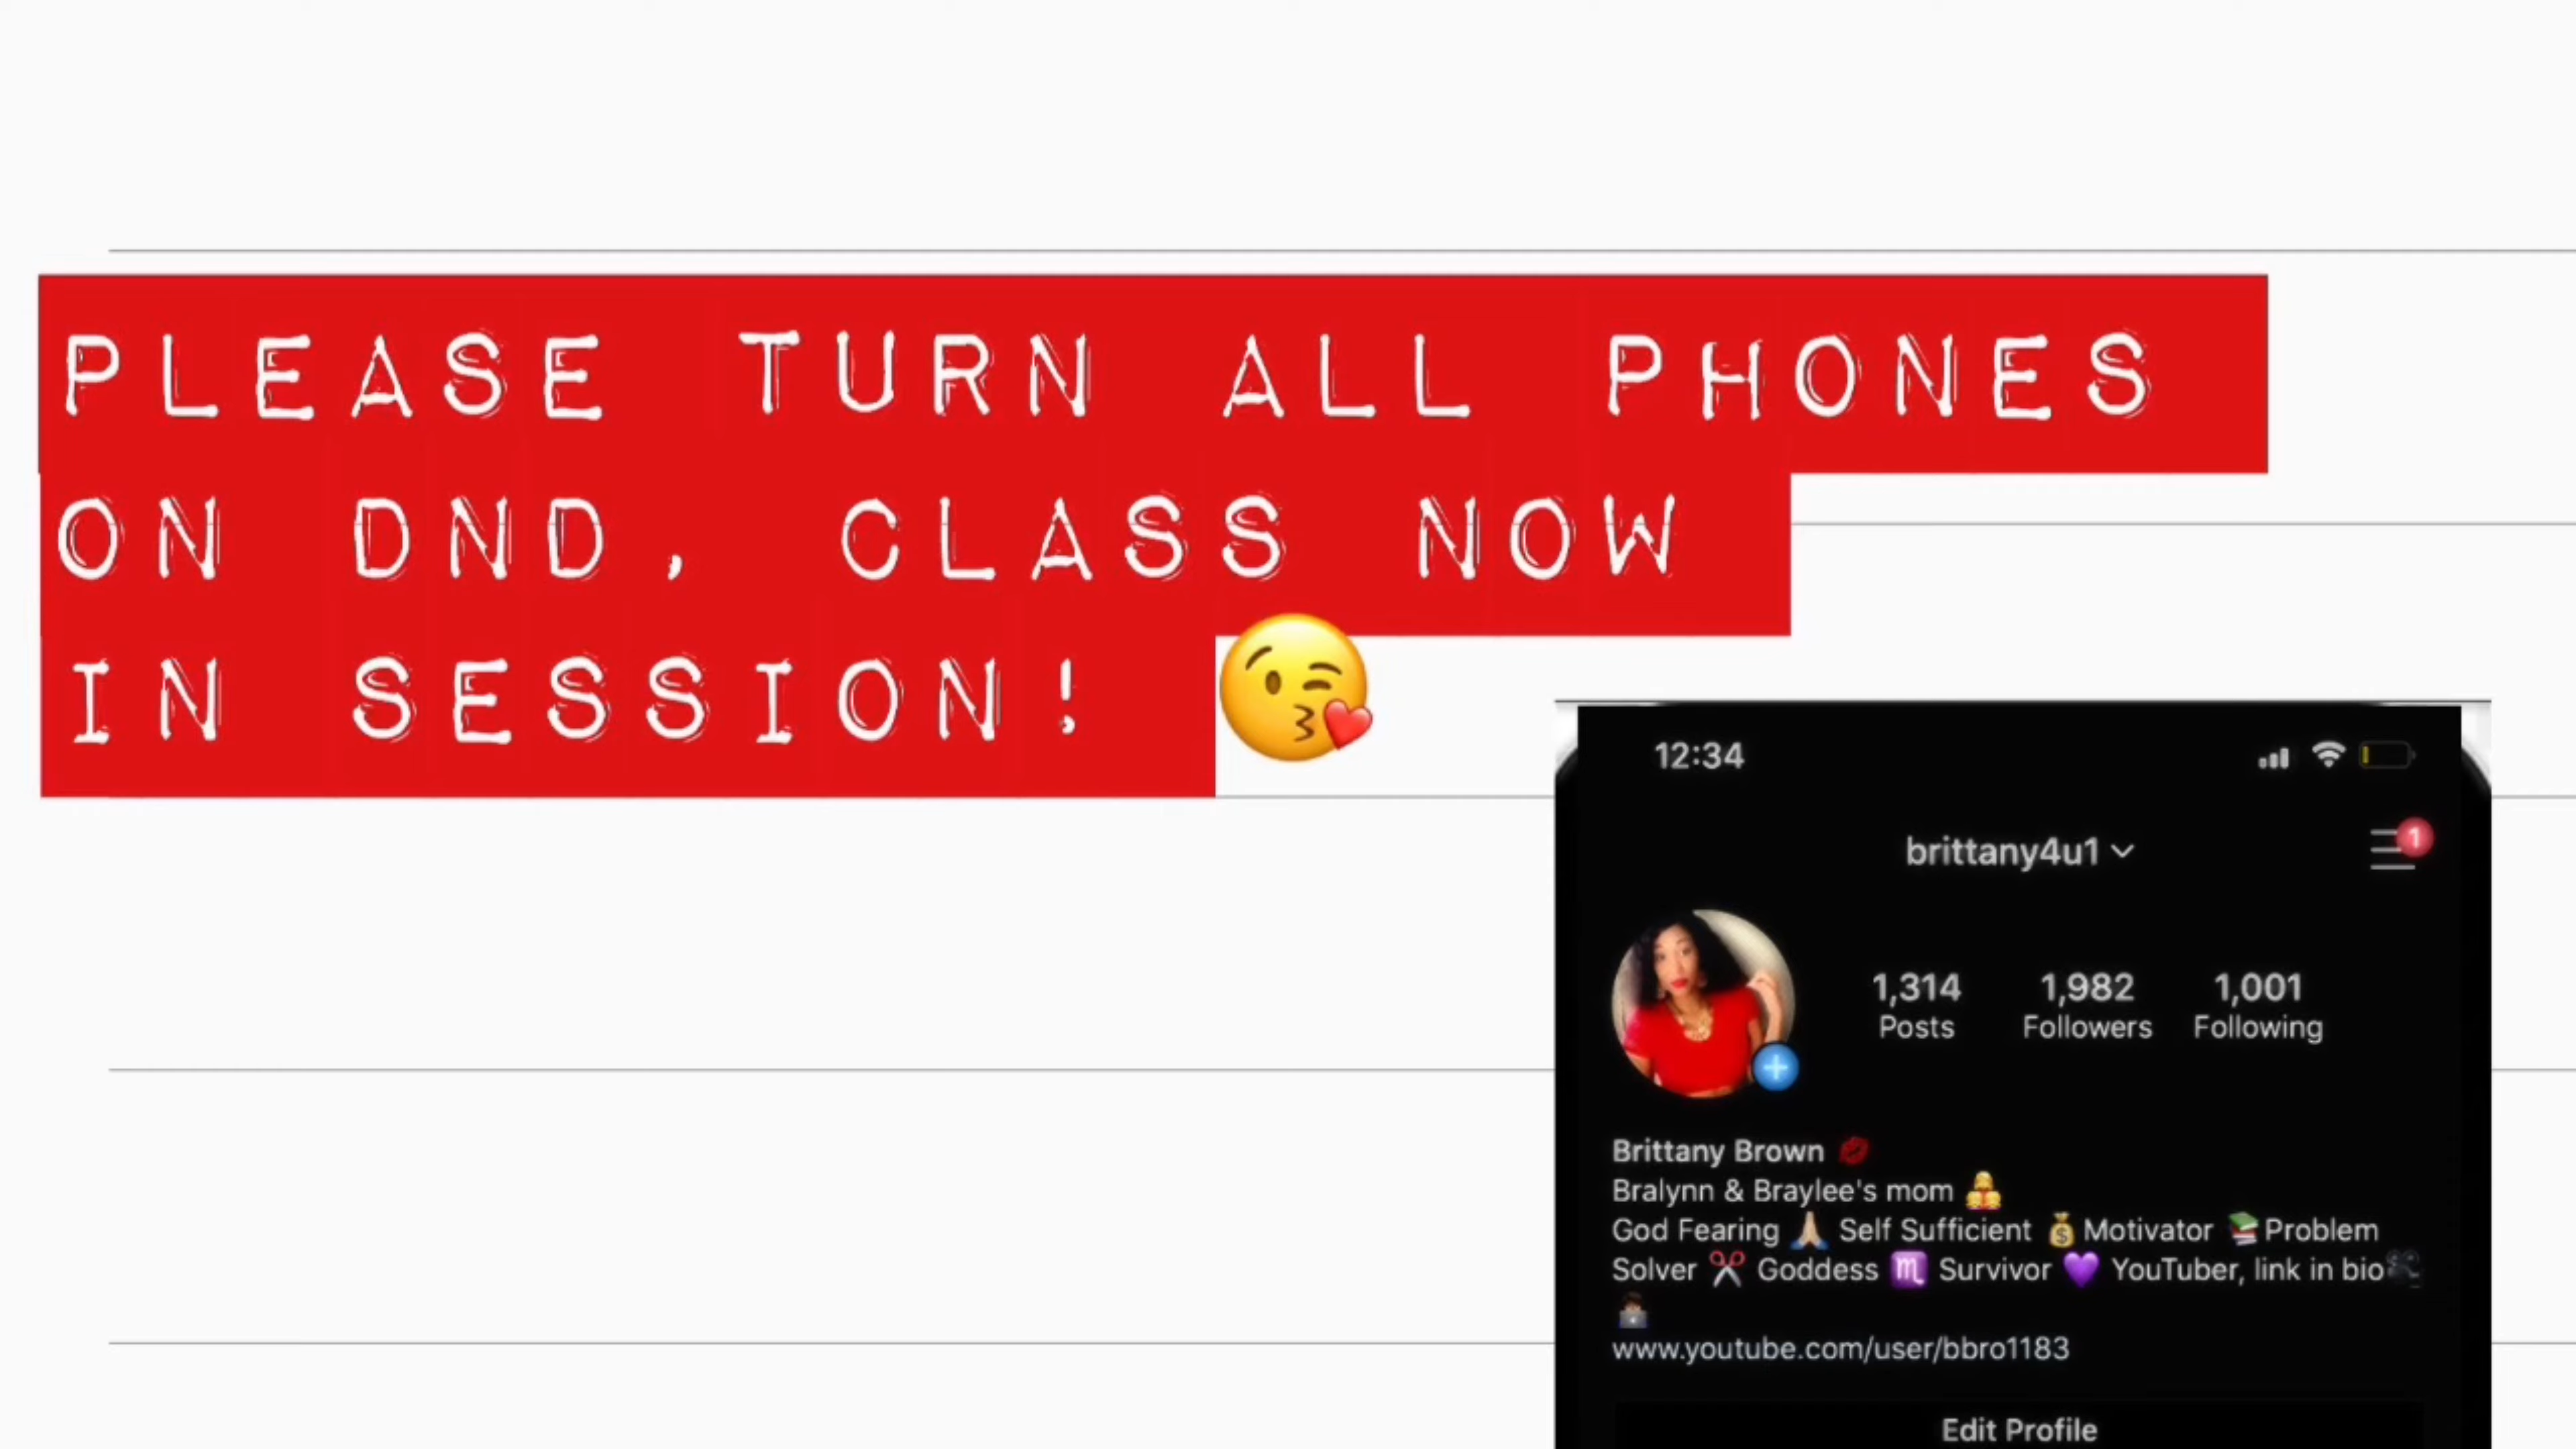 PLEASE TURN ALL PHONES
ON DND, CLASS NOW
IN SESSION! 😘
12:34
brittany4u1
1
1,314 1,982 1,001
Posts Followers Following
Brittany Brown 💋
Bralynn & Braylee's mom
God Fearing 🙏🏼 Self Sufficient 💰Motivator 📚Problem
Solver ✂️ Goddess ♏ Survivor 💜 YouTuber, link in bio🎥
www.youtube.com/user/bbro1183
Edit Profile